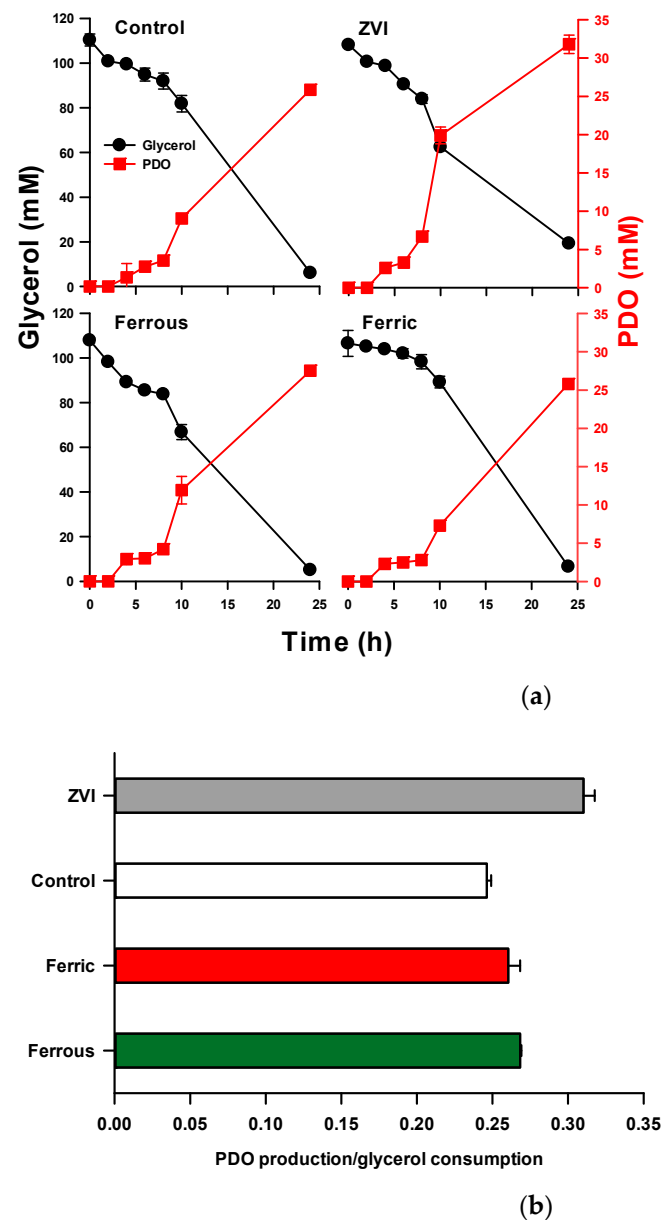 Control
ZVI
120
100
80
60
40
20
0
Glycerol
PDO
35
30
25
20
15
10
5
0
Glycerol (mM)
PDO (mM)
Ferrous
Ferric
120
100
80
60
40
20
0
35
30
25
20
15
10
5
0
0 5 10 15 20 25 0 5 10 15 20 25
Time (h)
(a)
ZVI
Control
Ferric
Ferrous
0.00 0.05 0.10 0.15 0.20 0.25 0.30 0.35
PDO production/glycerol consumption
(b)